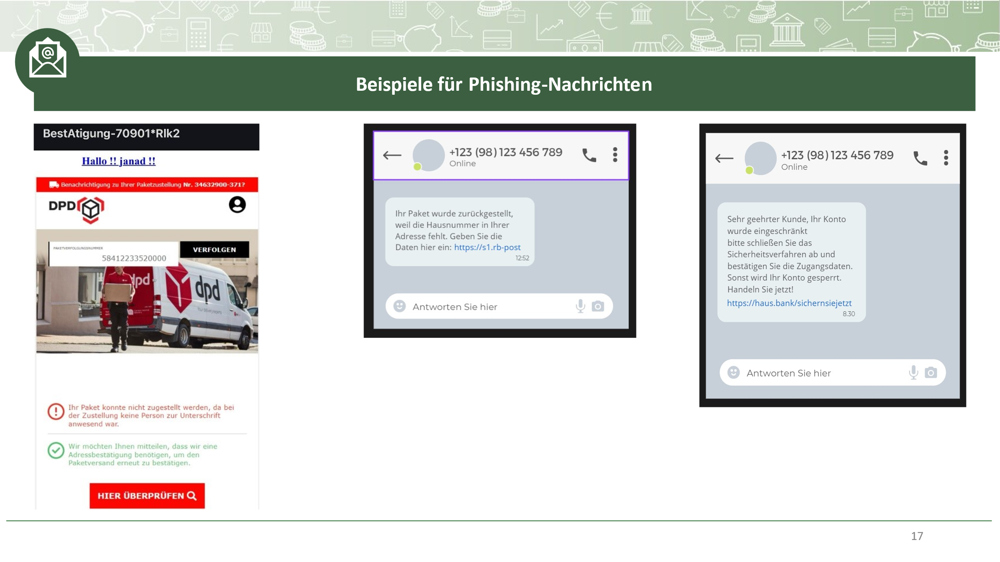 Beispiele für Phishing-Nachrichten
BestAtigung-70901*Rlk2
Hallo !! janad !!
Benachrichtigung zu Ihrer Paketzustellung Nr. 34632900-371?
DPD
PAKETVERFOLGUNGSNUMMER
58412233520000
VERFOLGEN
dpd
dpd
Your delivery experts
Ihr Paket konnte nicht zugestellt werden, da bei
der Zustellung keine Person zur Unterschrift
anwesend war.
Wir möchten Ihnen mitteilen, dass wir eine
Adressbestätigung benötigen, um den
Paketversand erneut zu bestätigen.
HIER ÜBERPRÜFEN
+123 (98) 123 456 789
Online
Ihr Paket wurde zurückgestellt,
weil die Hausnummer in Ihrer
Adresse fehlt. Geben Sie die
Daten hier ein: https://s1.rb-post
12:52
Antworten Sie hier
+123 (98) 123 456 789
Online
Sehr geehrter Kunde, Ihr Konto
wurde eingeschränkt
bitte schließen Sie das
Sicherheitsverfahren ab und
bestätigen Sie die Zugangsdaten.
Sonst wird Ihr Konto gesperrt.
Handeln Sie jetzt!
https://haus.bank/sichernsiejetzt
8.30
Antworten Sie hier
17